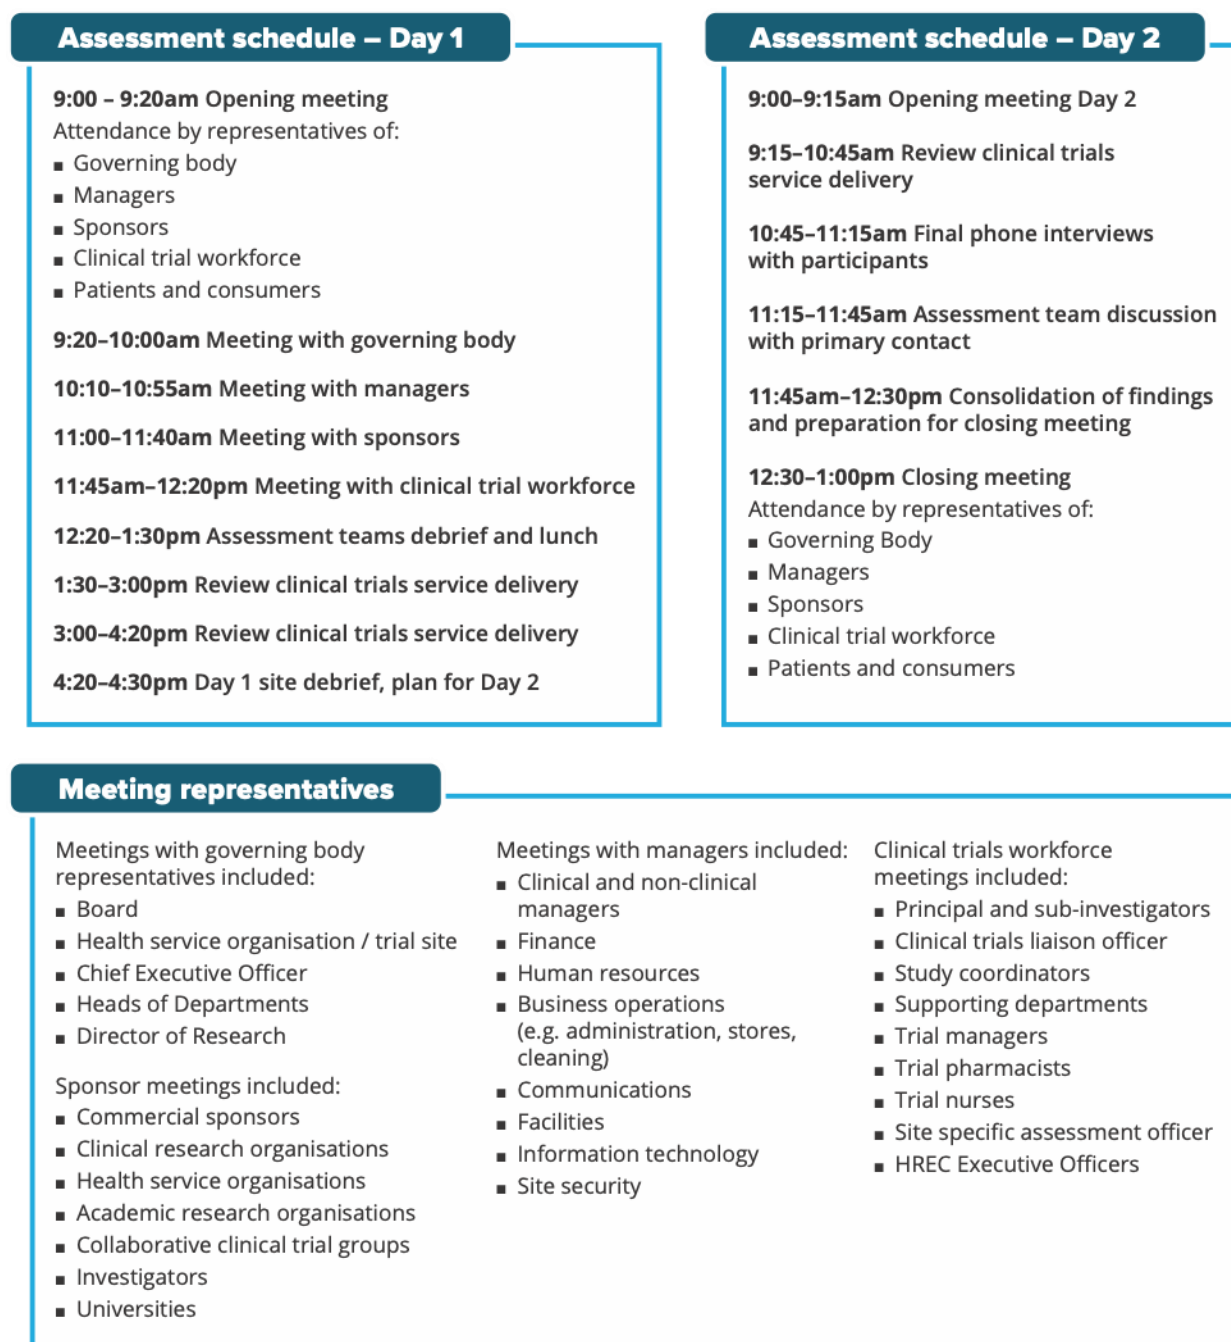 Assessment schedule – Day 1
9:00 – 9:20am Opening meeting
Attendance by representatives of:
▪ Governing body
▪ Managers
▪ Sponsors
▪ Clinical trial workforce
▪ Patients and consumers
9:20–10:00am Meeting with governing body
10:10–10:55am Meeting with managers
11:00–11:40am Meeting with sponsors
11:45am–12:20pm Meeting with clinical trial workforce
12:20–1:30pm Assessment teams debrief and lunch
1:30–3:00pm Review clinical trials service delivery
3:00–4:20pm Review clinical trials service delivery
4:20–4:30pm Day 1 site debrief, plan for Day 2
Assessment schedule – Day 2
9:00–9:15am Opening meeting Day 2
9:15–10:45am Review clinical trials
service delivery
10:45–11:15am Final phone interviews
with participants
11:15–11:45am Assessment team discussion
with primary contact
11:45am–12:30pm Consolidation of findings
and preparation for closing meeting
12:30–1:00pm Closing meeting
Attendance by representatives of:
▪ Governing Body
▪ Managers
▪ Sponsors
▪ Clinical trial workforce
▪ Patients and consumers
Meeting representatives
Meetings with governing body
representatives included:
▪ Board
▪ Health service organisation / trial site
▪ Chief Executive Officer
▪ Heads of Departments
▪ Director of Research
Sponsor meetings included:
▪ Commercial sponsors
▪ Clinical research organisations
▪ Health service organisations
▪ Academic research organisations
▪ Collaborative clinical trial groups
▪ Investigators
▪ Universities
Meetings with managers included:
▪ Clinical and non-clinical
managers
▪ Finance
▪ Human resources
▪ Business operations
(e.g. administration, stores,
cleaning)
▪ Communications
▪ Facilities
▪ Information technology
▪ Site security
Clinical trials workforce
meetings included:
▪ Principal and sub-investigators
▪ Clinical trials liaison officer
▪ Study coordinators
▪ Supporting departments
▪ Trial managers
▪ Trial pharmacists
▪ Trial nurses
▪ Site specific assessment officer
▪ HREC Executive Officers